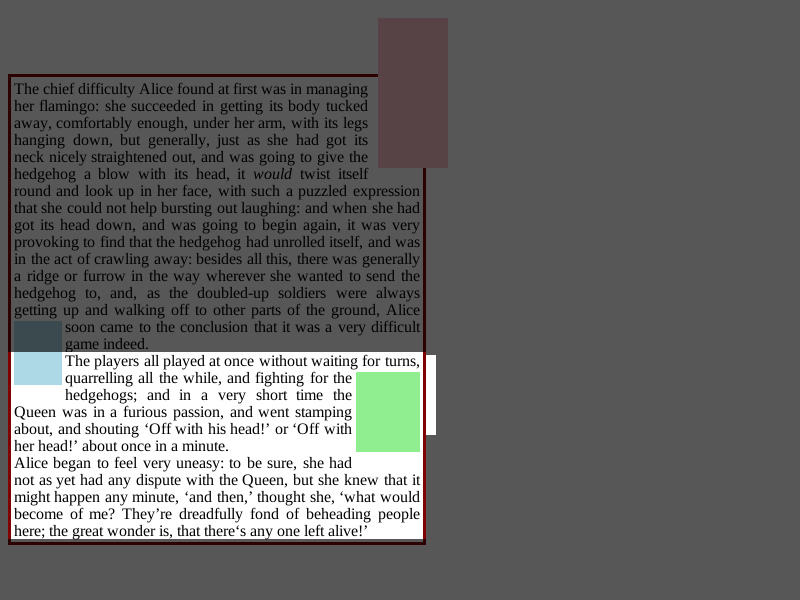 The chief difficulty Alice found at first was in managing
her flamingo: she succeeded in getting its body tucked
away, comfortably enough, under her arm, with its legs
hanging down, but generally, just as she had got its
neck nicely straightened out, and was going to give the
hedgehog a blow with its head, it would twist itself
round and look up in her face, with such a puzzled expression
that she could not help bursting out laughing: and when she had
got its head down, and was going to begin again, it was very
provoking to find that the hedgehog had unrolled itself, and was
in the act of crawling away: besides all this, there was generally
a ridge or furrow in the way wherever she wanted to send the
hedgehog to, and, as the doubled-up soldiers were always
getting up and walking off to other parts of the ground, Alice
soon came to the conclusion that it was a very difficult
game indeed.
The players all played at once without waiting for turns,
quarrelling all the while, and fighting for the
hedgehogs; and in a very short time the
Queen was in a furious passion, and went stamping
about, and shouting ‘Off with his head!’ or ‘Off with
her head!’ about once in a minute.
Alice began to feel very uneasy: to be sure, she had
not as yet had any dispute with the Queen, but she knew that it
might happen any minute, ‘and then,’ thought she, ‘what would
become of me? They’re dreadfully fond of beheading people
here; the great wonder is, that there‘s any one left alive!’